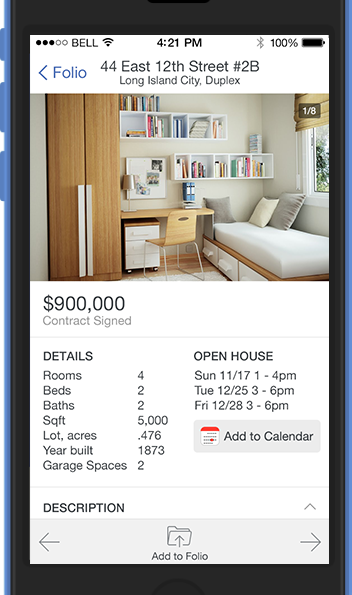 BELL 4:21 PM 100%
Folio 44 East 12th Street #2B
Long Island City, Duplex
1/8
$900,000
Contract Signed
DETAILS
Rooms 4
Beds 2
Baths 2
Sqft 5,000
Lot, acres .476
Year built 1873
Garage Spaces 2
OPEN HOUSE
Sun 11/17 1 - 4pm
Tue 12/25 3 - 6pm
Fri 12/28 3 - 6pm
Add to Calendar
DESCRIPTION
Add to Folio